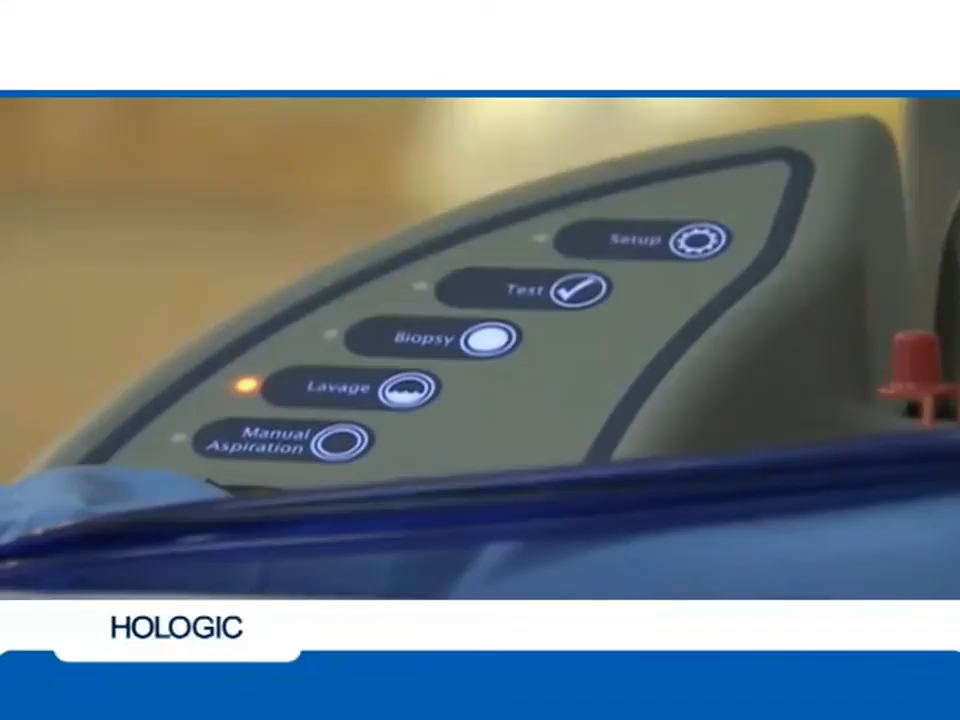 Setup
Test
Biopsy
Lavage
Manual
Aspiration
HOLOGIC